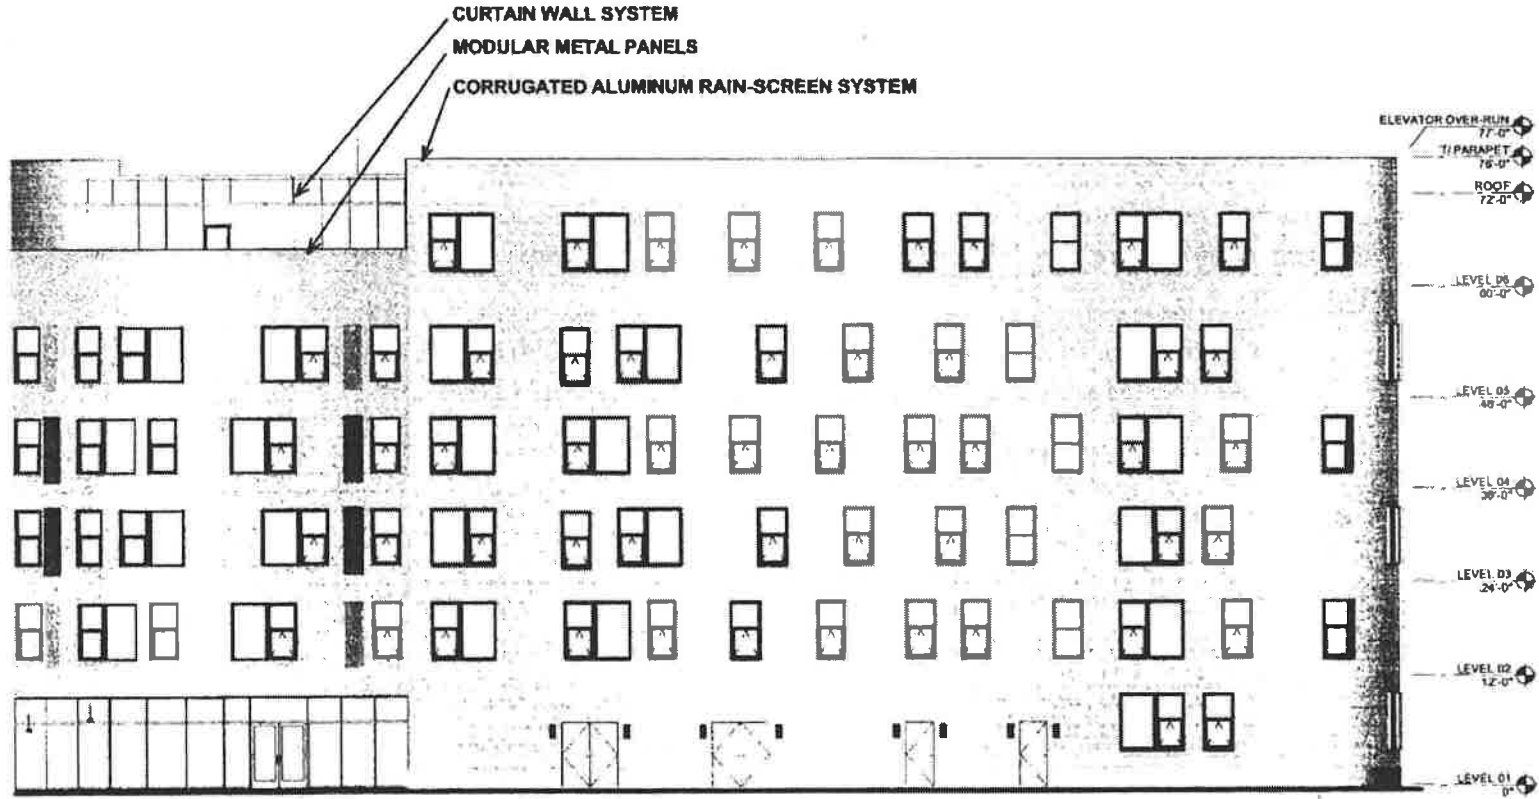 CURTAIN WALL SYSTEM
MODULAR METAL PANELS
CORRUGATED ALUMINUM RAIN-SCREEN SYSTEM
ELEVATOR OVER-RUN
77'-0"
T/ PARAPET
76'-0"
ROOF
72'-0"
LEVEL 06
60'-0"
LEVEL 05
48'-0"
LEVEL 04
36'-0"
LEVEL 03
24'-0"
LEVEL 02
12'-0"
LEVEL 01
0"